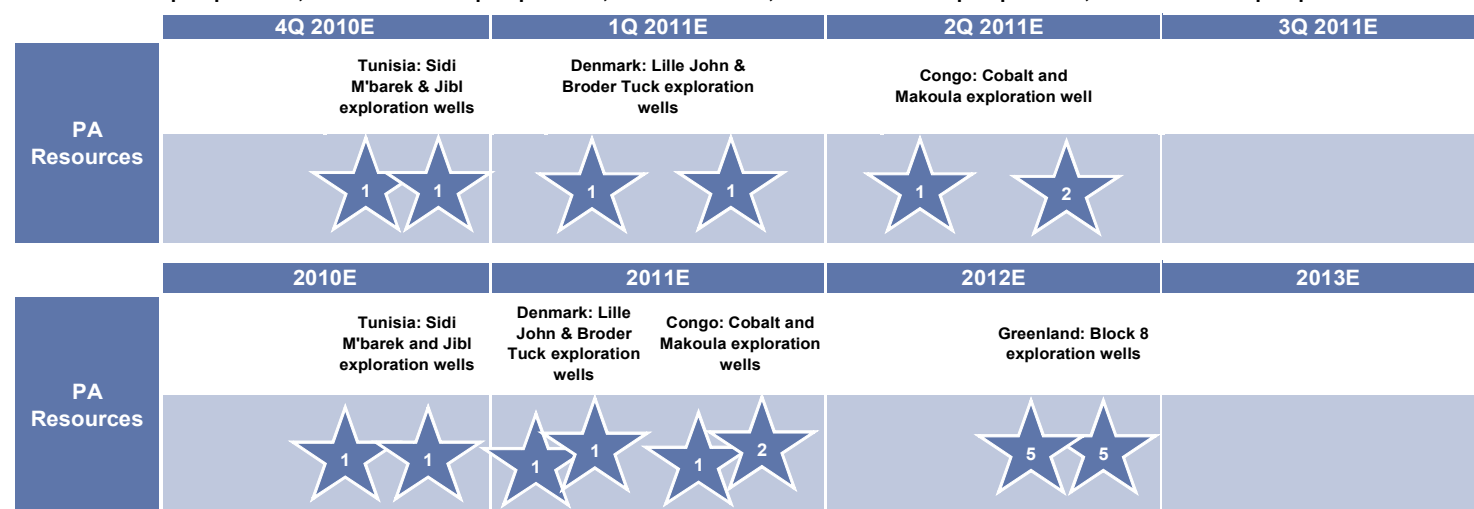 4Q 2010E 1Q 2011E 2Q 2011E 3Q 2011E
Tunisia: Sidi
M'barek & Jibl
exploration wells
Denmark: Lille John &
Broder Tuck exploration
wells
Congo: Cobalt and
Makoula exploration well
PA
Resources
1 1 1 1 1 2
2010E 2011E 2012E 2013E
Tunisia: Sidi
M'barek and Jibl
exploration wells
Denmark: Lille
John & Broder
Tuck exploration
wells
Congo: Cobalt and
Makoula exploration
wells
Greenland: Block 8
exploration wells
PA
Resources
1 1 1 1 1 2 5 5